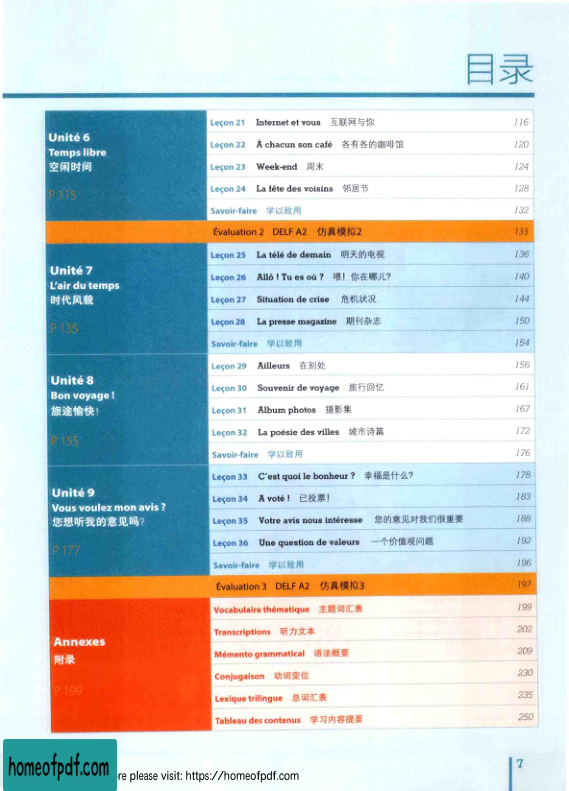 目录
Unité 6
Temps libre
空闲时间
P 115
Leçon 21 Internet et vous 互联网与你 116
Leçon 22 À chacun son café 各有各的咖啡馆 120
Leçon 23 Week-end 周末 124
Leçon 24 La fête des voisins 邻居节 128
Savoir-faire 学以致用 132
Évaluation 2 DELF A2 仿真模拟2 133
Unité 7
L'air du temps
时代风貌
P 135
Leçon 25 La télé de demain 明天的电视 136
Leçon 26 Allô ! Tu es où ? 喂！你在哪儿？ 140
Leçon 27 Situation de crise 危机状况 144
Leçon 28 La presse magazine 期刊杂志 150
Savoir-faire 学以致用 154
Unité 8
Bon voyage !
旅途愉快！
P 155
Leçon 29 Ailleurs 在别处 156
Leçon 30 Souvenir de voyage 旅行回忆 161
Leçon 31 Album photos 摄影集 167
Leçon 32 La poésie des villes 城市诗篇 172
Savoir-faire 学以致用 176
Unité 9
Vous voulez mon avis ?
您想听我的意见吗？
P 177
Leçon 33 C'est quoi le bonheur ? 幸福是什么？ 178
Leçon 34 A voté ! 已投票！ 183
Leçon 35 Votre avis nous intéresse 您的意见对我们很重要 188
Leçon 36 Une question de valeurs 一个价值观问题 192
Savoir-faire 学以致用 196
Évaluation 3 DELF A2 仿真模拟3 197
Annexes
附录
P 199
Vocabulaire thématique 主题词汇表 199
Transcriptions 听力文本 202
Mémento grammatical 语法概要 209
Conjugaison 动词变位 230
Lexique trilingue 总词汇表 235
Tableau des contenus 学习内容提要 250
7
homeofpdf.com
re please visit: https://homeofpdf.com